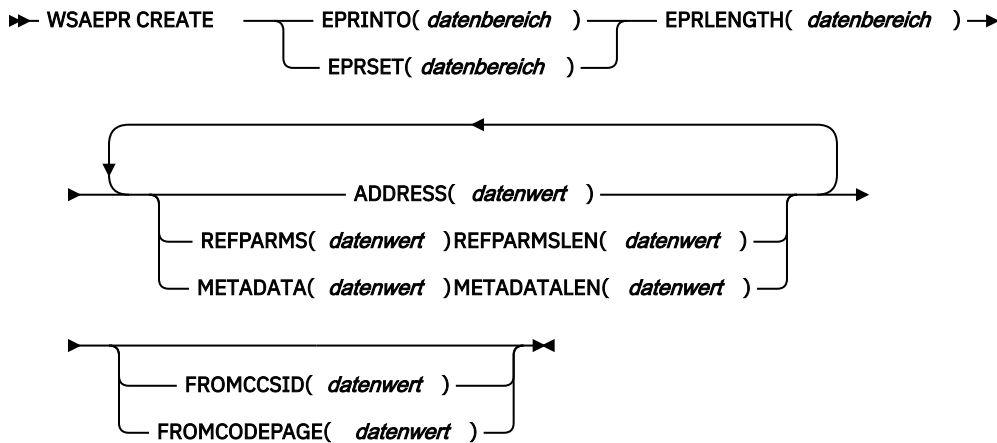 WSAEPR CREATE EPRINTO( datenbereich ) EPRLENGTH( datenbereich )
EPRSET( datenbereich )
ADDRESS( datenwert )
REFPARMS( datenwert )REFPARMSLEN( datenwert )
METADATA( datenwert )METADATALEN( datenwert )
FROMCCSID( datenwert )
FROMCODEPAGE( datenwert )